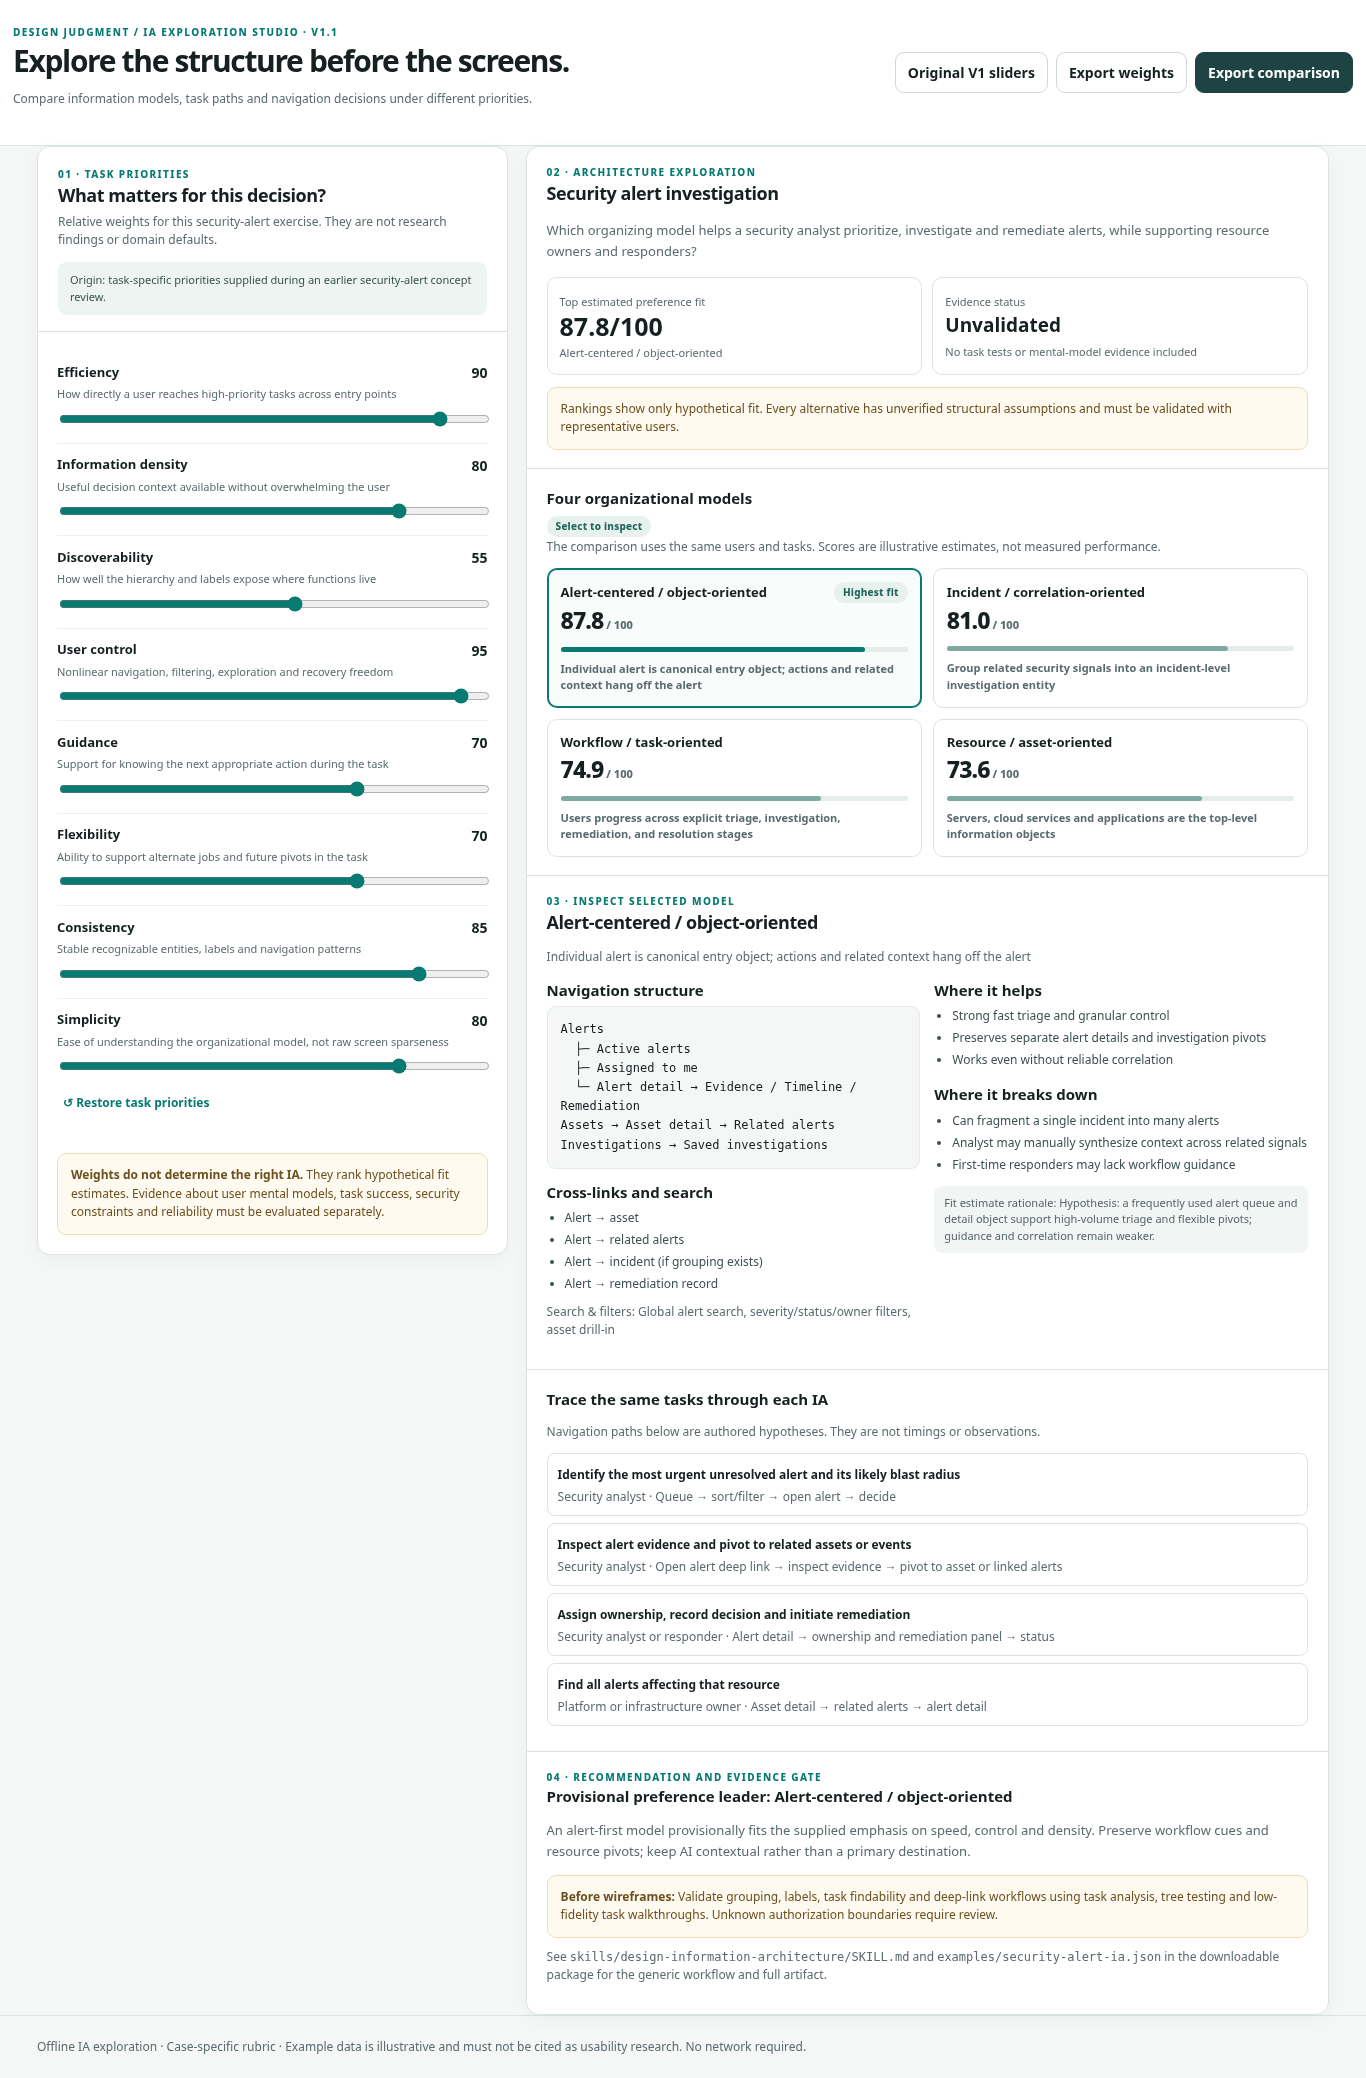 DESIGN JUDGMENT / IA EXPLORATION STUDIO · V1.1
Explore the structure before the screens.
Compare information models, task paths and navigation decisions under different priorities.
Original V1 sliders
Export weights
Export comparison
01 · TASK PRIORITIES
What matters for this decision?
Relative weights for this security-alert exercise. They are not research
findings or domain defaults.
Origin: task-specific priorities supplied during an earlier security-alert concept
review.
Efficiency 90
How directly a user reaches high-priority tasks across entry points
Information density 80
Useful decision context available without overwhelming the user
Discoverability 55
How well the hierarchy and labels expose where functions live
User control 95
Nonlinear navigation, filtering, exploration and recovery freedom
Guidance 70
Support for knowing the next appropriate action during the task
Flexibility 70
Ability to support alternate jobs and future pivots in the task
Consistency 85
Stable recognizable entities, labels and navigation patterns
Simplicity 80
Ease of understanding the organizational model, not raw screen sparseness
↺ Restore task priorities
Weights do not determine the right IA. They rank hypothetical fit
estimates. Evidence about user mental models, task success, security
constraints and reliability must be evaluated separately.
02 · ARCHITECTURE EXPLORATION
Security alert investigation
Which organizing model helps a security analyst prioritize, investigate and remediate alerts, while supporting resource
owners and responders?
Top estimated preference fit
87.8/100
Alert-centered / object-oriented
Evidence status
Unvalidated
No task tests or mental-model evidence included
Rankings show only hypothetical fit. Every alternative has unverified structural assumptions and must be validated with
representative users.
Four organizational models
Select to inspect
The comparison uses the same users and tasks. Scores are illustrative estimates, not measured performance.
Alert-centered / object-oriented Highest fit
87.8 / 100
Individual alert is canonical entry object; actions and related
context hang off the alert
Incident / correlation-oriented
81.0 / 100
Group related security signals into an incident-level
investigation entity
Workflow / task-oriented
74.9 / 100
Users progress across explicit triage, investigation,
remediation, and resolution stages
Resource / asset-oriented
73.6 / 100
Servers, cloud services and applications are the top-level
information objects
03 · INSPECT SELECTED MODEL
Alert-centered / object-oriented
Individual alert is canonical entry object; actions and related context hang off the alert
Navigation structure
Alerts
├─ Active alerts
├─ Assigned to me
└─ Alert detail → Evidence / Timeline /
Remediation
Assets → Asset detail → Related alerts
Investigations → Saved investigations
Cross-links and search
• Alert → asset
• Alert → related alerts
• Alert → incident (if grouping exists)
• Alert → remediation record
Search & filters: Global alert search, severity/status/owner filters,
asset drill-in
Where it helps
• Strong fast triage and granular control
• Preserves separate alert details and investigation pivots
• Works even without reliable correlation
Where it breaks down
• Can fragment a single incident into many alerts
• Analyst may manually synthesize context across related signals
• First-time responders may lack workflow guidance
Fit estimate rationale: Hypothesis: a frequently used alert queue and
detail object support high-volume triage and flexible pivots;
guidance and correlation remain weaker.
Trace the same tasks through each IA
Navigation paths below are authored hypotheses. They are not timings or observations.
Identify the most urgent unresolved alert and its likely blast radius
Security analyst · Queue → sort/filter → open alert → decide
Inspect alert evidence and pivot to related assets or events
Security analyst · Open alert deep link → inspect evidence → pivot to asset or linked alerts
Assign ownership, record decision and initiate remediation
Security analyst or responder · Alert detail → ownership and remediation panel → status
Find all alerts affecting that resource
Platform or infrastructure owner · Asset detail → related alerts → alert detail
04 · RECOMMENDATION AND EVIDENCE GATE
Provisional preference leader: Alert-centered / object-oriented
An alert-first model provisionally fits the supplied emphasis on speed, control and density. Preserve workflow cues and
resource pivots; keep AI contextual rather than a primary destination.
Before wireframes: Validate grouping, labels, task findability and deep-link workflows using task analysis, tree testing and low-
fidelity task walkthroughs. Unknown authorization boundaries require review.
See skills/design-information-architecture/SKILL.md and examples/security-alert-ia.json in the downloadable
package for the generic workflow and full artifact.
Offline IA exploration · Case-specific rubric · Example data is illustrative and must not be cited as usability research. No network required.